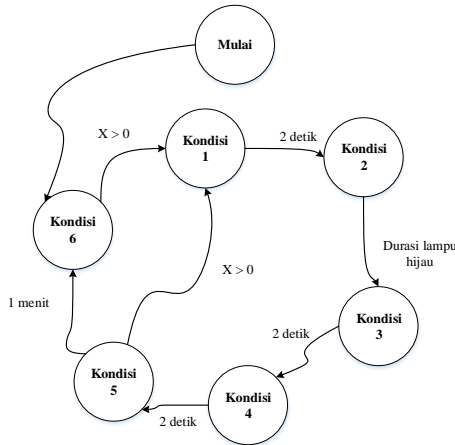 Mulai
X > 0
Kondisi
1
2 detik
Kondisi
2
Kondisi
6
Durasi lampu
hijau
X > 0
1 menit
Kondisi
3
2 detik
Kondisi
5
Kondisi
4
2 detik